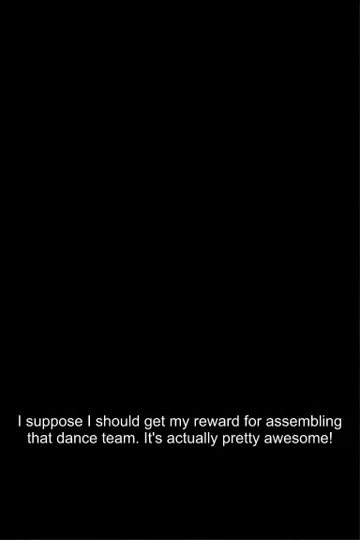 I suppose I should get my reward for assembling
that dance team. It's actually pretty awesome!